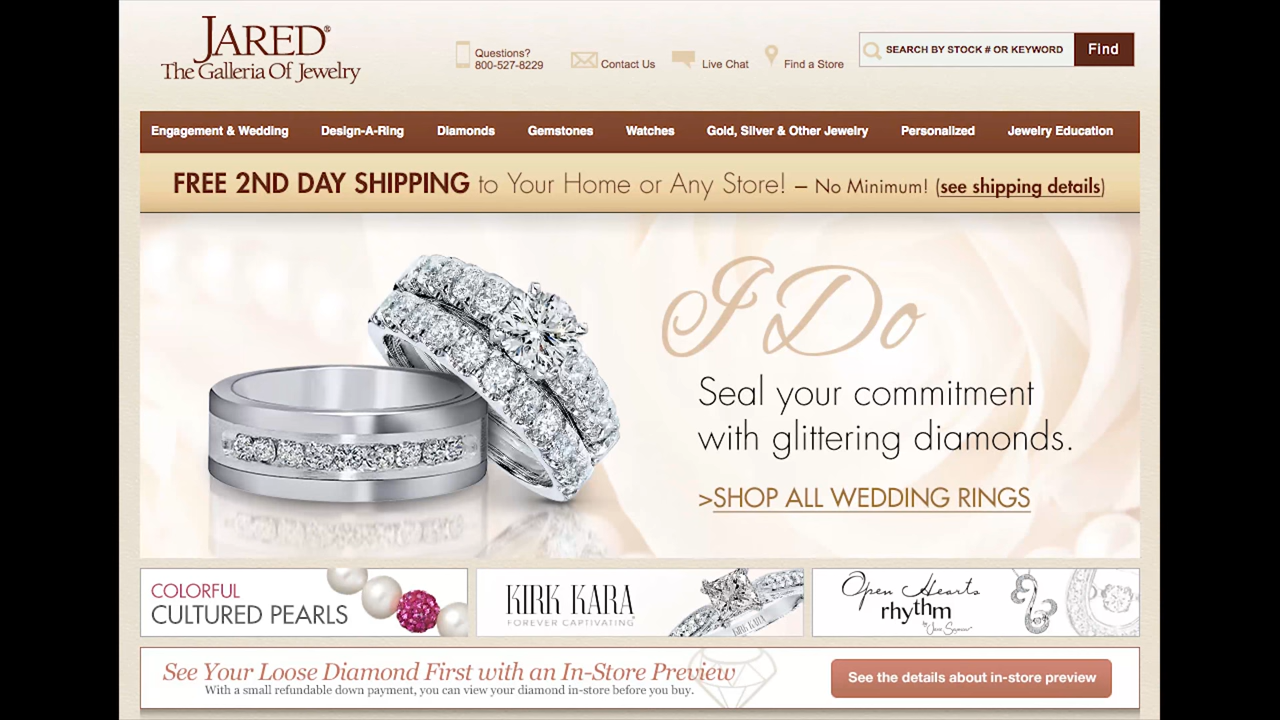 JARED®
The Galleria Of Jewelry
Questions?
800-527-8229
Contact Us
Live Chat
Find a Store
SEARCH BY STOCK # OR KEYWORD
Find
Engagement & Wedding Design-A-Ring Diamonds Gemstones Watches Gold, Silver & Other Jewelry Personalized Jewelry Education
FREE 2ND DAY SHIPPING to Your Home or Any Store! – No Minimum! (see shipping details)
I Do
Seal your commitment
with glittering diamonds.
>SHOP ALL WEDDING RINGS
COLORFUL
CULTURED PEARLS
KIRK KARA
FOREVER CAPTIVATING
KIRK KARA
Open Hearts
rhythm
by Jane Seymour
See Your Loose Diamond First with an In-Store Preview
With a small refundable down payment, you can view your diamond in-store before you buy.
See the details about in-store preview